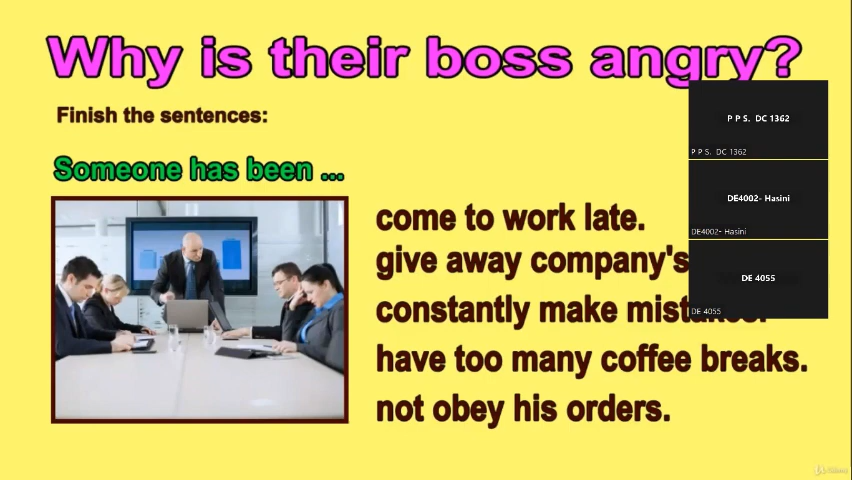 Why is their boss angry?
Finish the sentences:
Someone has been ...
come to work late.
give away company's
constantly make mistakes.
have too many coffee breaks.
not obey his orders.
P P S. DC 1362
P P S. DC 1362
DE4002- Hasini
DE4002- Hasini
DE 4055
DE 4055